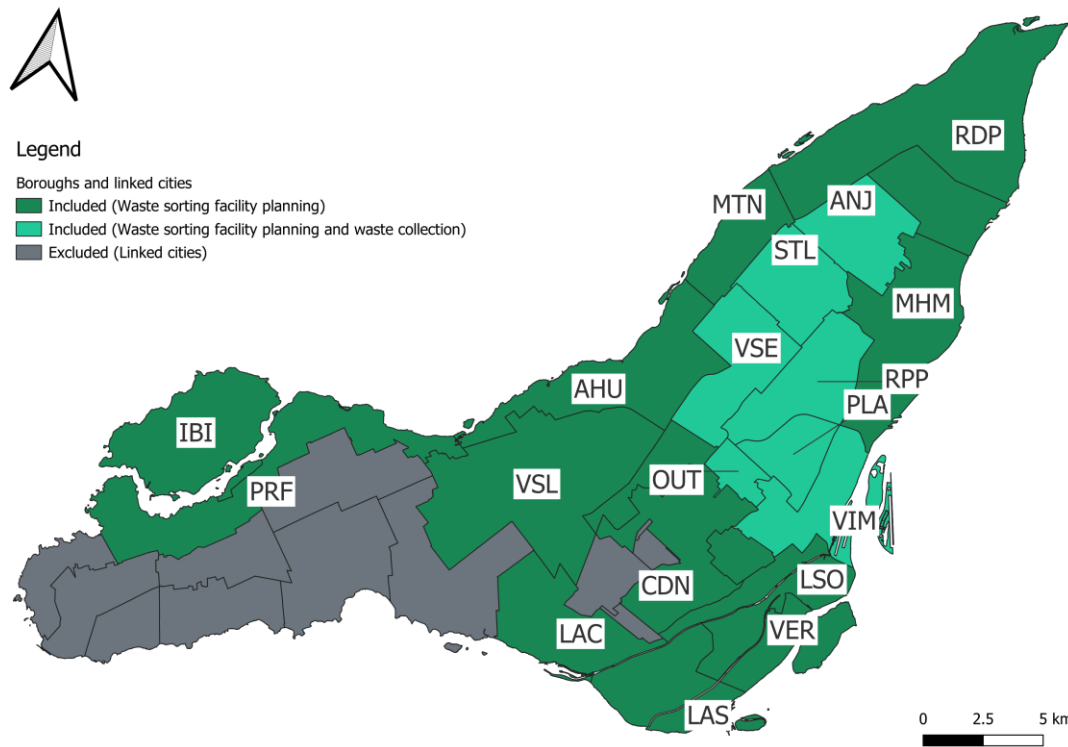 Legend
Boroughs and linked cities
Included (Waste sorting facility planning)
Included (Waste sorting facility planning and waste collection)
Excluded (Linked cities)
RDP
MTN
ANJ
STL
MHM
VSE
RPP
AHU
PLA
IBI
OUT
VSL
PRF
VIM
LSO
CDN
LAC
VER
LAS
0 2.5 5 km